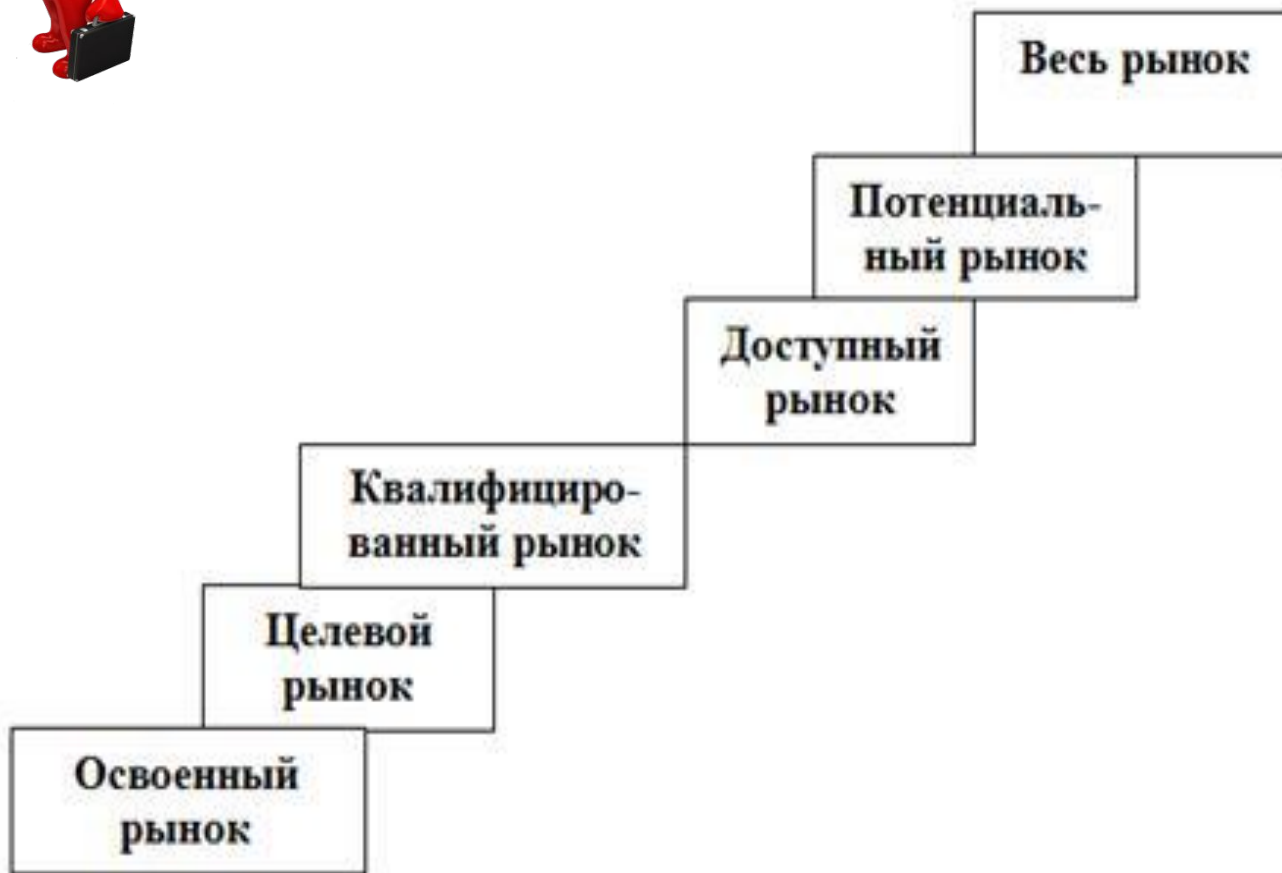 Весь рынок
Потенциаль-
ный рынок
Доступный
рынок
Квалифициро-
ванный рынок
Целевой
рынок
Освоенный
рынок